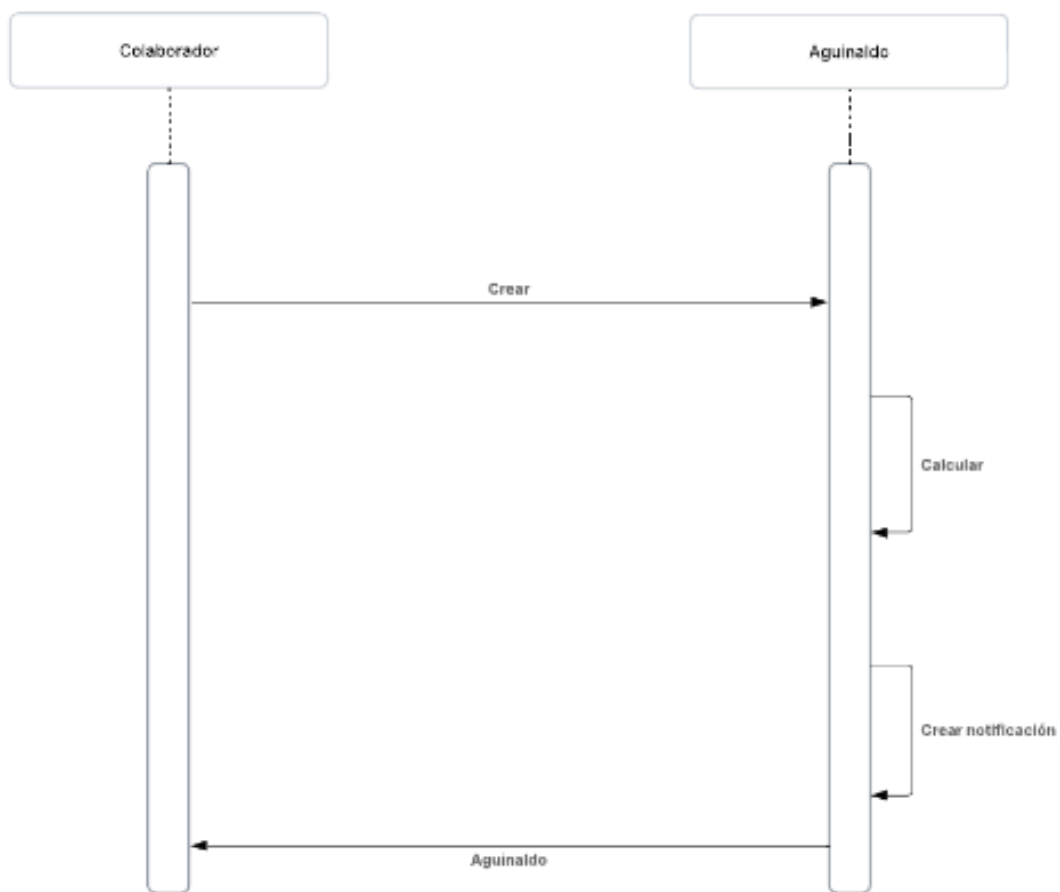 Colaborador
Aguinaldo
Crear
Calcular
Crear notificación
Aguinaldo